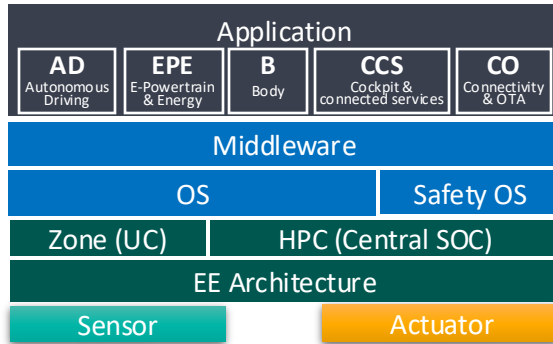 Application
AD EPE B CCS CO
Autonomous Driving
E-Powertrain & Energy
Body
Cockpit & connected services
Connectivity & OTA
Middleware
OS Safety OS
Zone (UC) HPC (Central SOC)
EE Architecture
Sensor Actuator